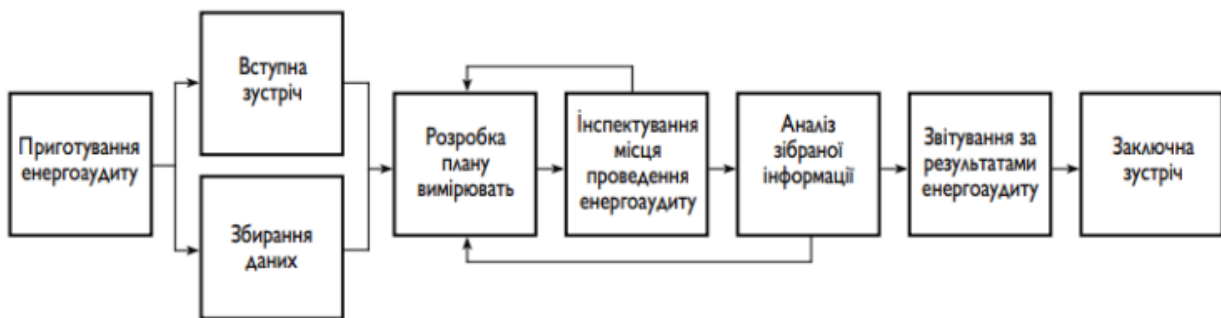 Приготування
енергоаудиту
Вступна
зустріч
Збирання
даних
Розробка
плану
вимірювать
Інспектування
місця
проведення
енергоаудиту
Аналіз
зібраної
інформації
Звітування за
результатами
енергоаудиту
Заключна
зустріч